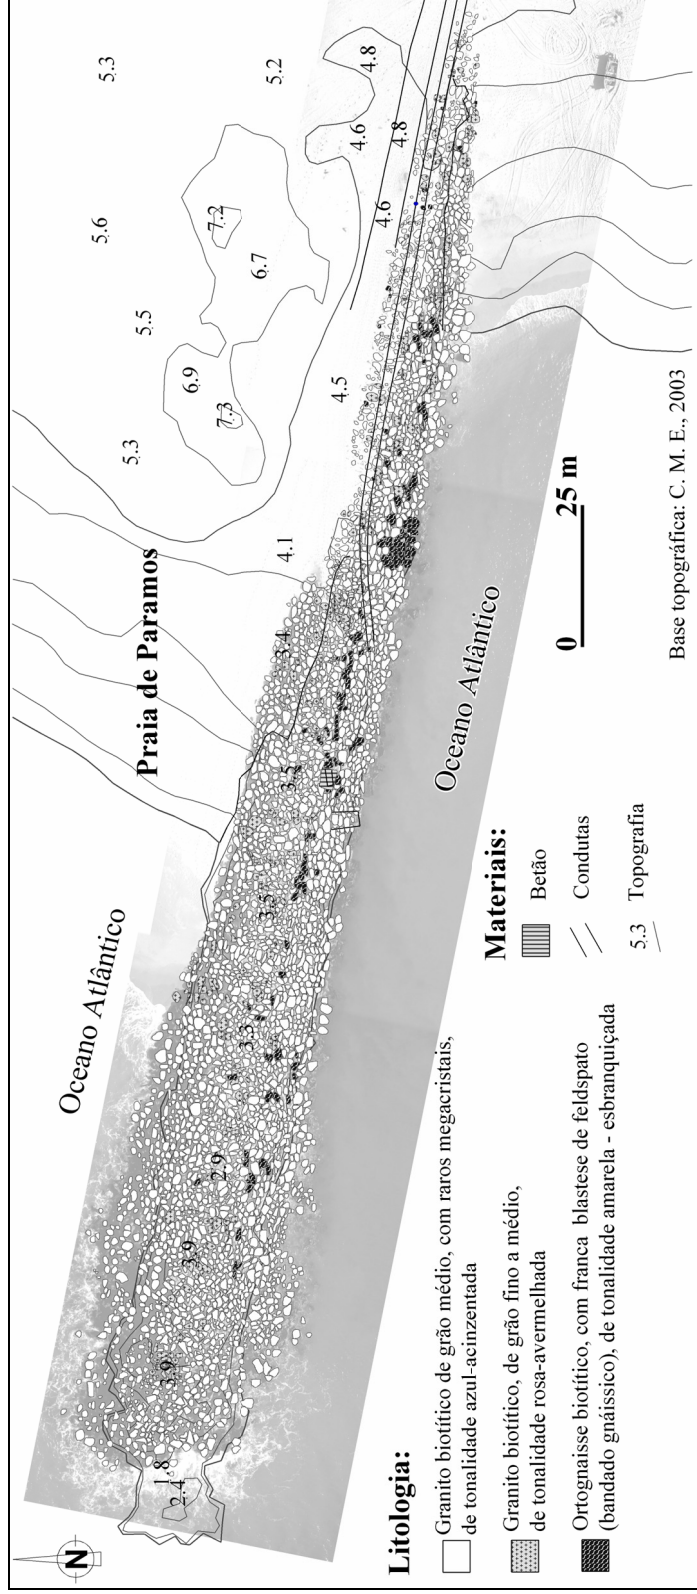 N
Oceano Atlântico
Praia de Paramos
5.3
5.5
5.6
5.3
5.2
6.9
7.3
6.7
7.2
4.1
4.5
4.6
4.6
4.8
4.8
1.8
2.4
3.9
3.9
2.9
3.3
3.5
3.5
3.4
Oceano Atlântico
0 25 m
Litologia:
Granito biotítico de grão médio, com raros megacristais,
de tonalidade azul-acinzentada
Granito biotítico, de grão fino a médio,
de tonalidade rosa-avermelhada
Ortognaisse biotítico, com franca blastese de feldspato
(bandado gnáissico), de tonalidade amarela - esbranquiçada
Materiais:
Betão
Condutas
5.3 Topografia
Base topográfica: C. M. E., 2003